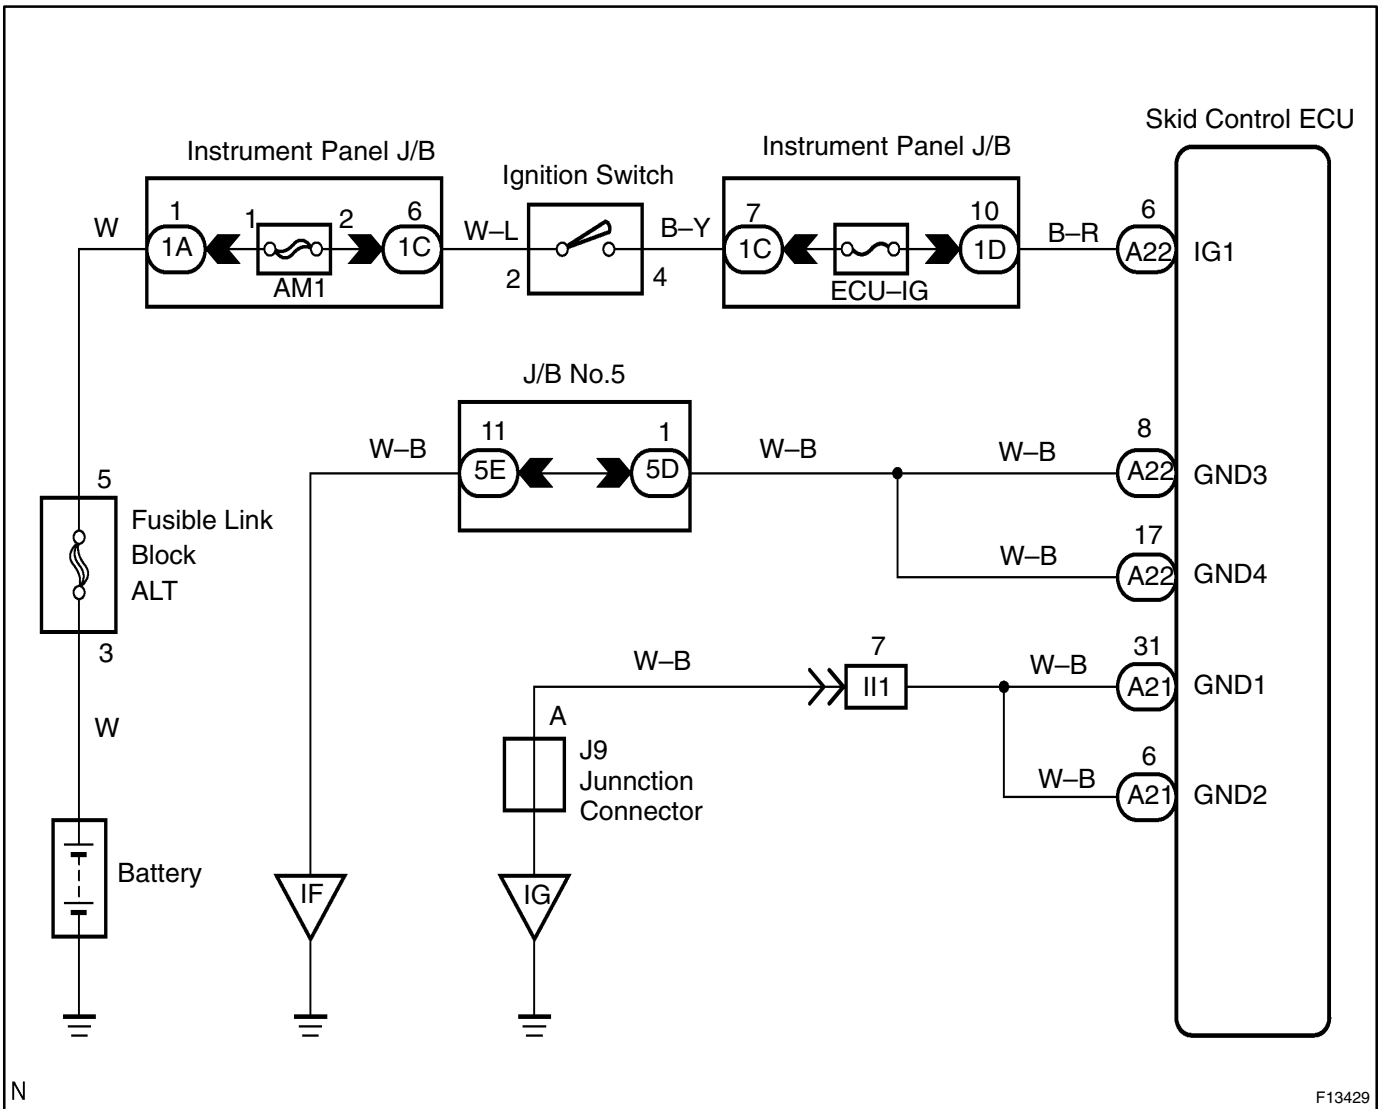 Skid Control ECU
Instrument Panel J/B
Ignition Switch
Instrument Panel J/B
W
1
1A
1
2
AM1
6
1C
W–L
2
B–Y
4
7
1C
ECU–IG
10
1D
B–R
6
A22
IG1
J/B No.5
W–B
11
5E
1
5D
W–B
W–B
8
A22
GND3
W–B
17
A22
GND4
5
Fusible Link
Block
ALT
3
W
W–B
7
II1
W–B
31
A21
GND1
W–B
6
A21
GND2
A
J9
Junnction
Connector
Battery
IF
IG
N
F13429